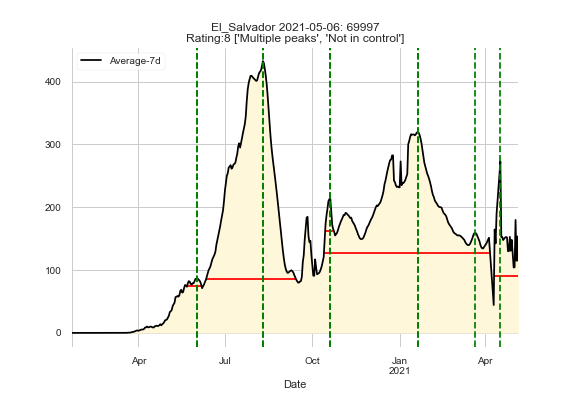 El_Salvador 2021-05-06: 69997
Rating:8 ['Multiple peaks', 'Not in control']
Average-7d
400
300
200
100
0
Apr
Jul
Oct
Jan
2021
Apr
Date